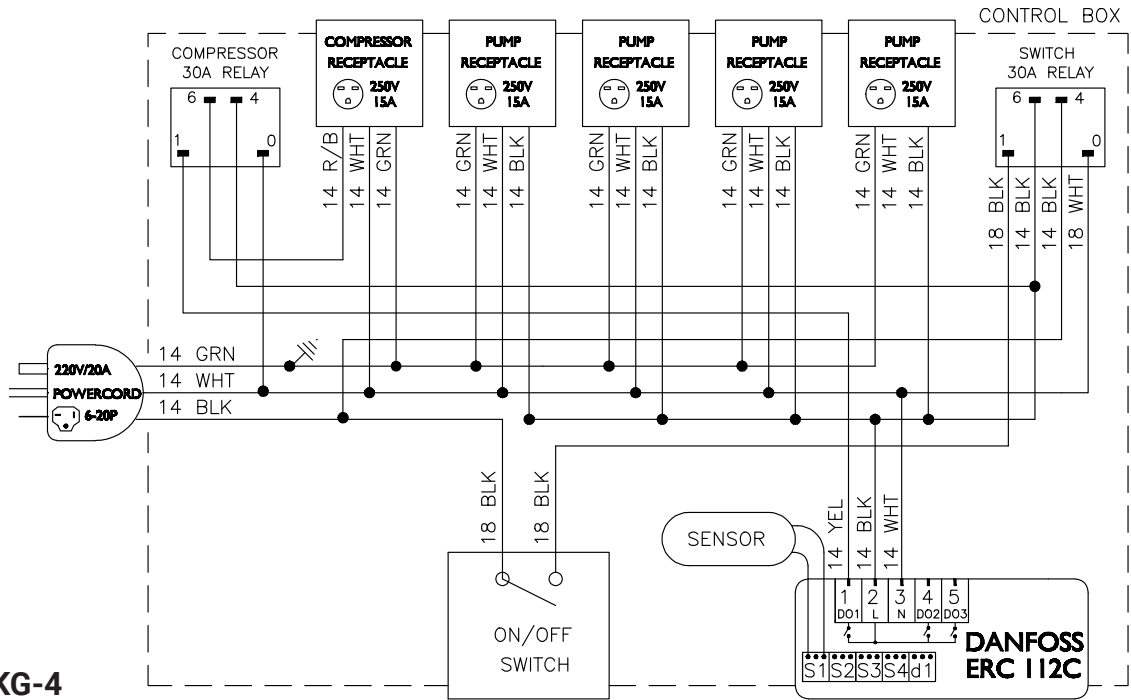 CONTROL BOX
COMPRESSOR
30A RELAY
6 4
1 0
COMPRESSOR
RECEPTACLE
250V
15A
PUMP
RECEPTACLE
250V
15A
PUMP
RECEPTACLE
250V
15A
PUMP
RECEPTACLE
250V
15A
PUMP
RECEPTACLE
250V
15A
SWITCH
30A RELAY
6 4
1 0
14 R/B
14 WHT
14 GRN
14 GRN
14 WHT
14 BLK
14 GRN
14 WHT
14 BLK
14 GRN
14 WHT
14 BLK
14 GRN
14 WHT
14 BLK
18 BLK
14 BLK
14 BLK
18 WHT
220V/20A
POWERCORD
6-20P
14 GRN
14 WHT
14 BLK
18 BLK
18 BLK
ON/OFF
SWITCH
SENSOR
14 YEL
14 BLK
14 WHT
1 2 3 4 5
DO1 L N DO2 DO3
S1 S2 S3 S4 d1
DANFOSS
ERC 112C
KG-4